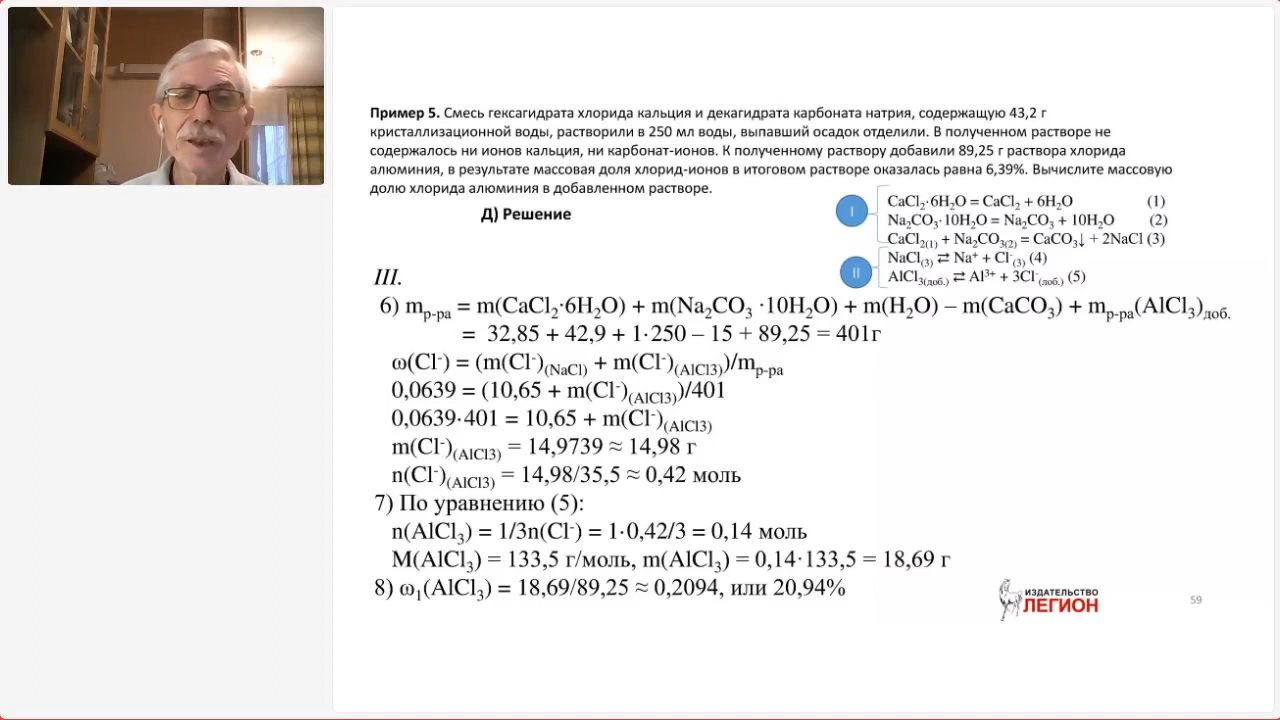 Пример 5. Смесь гексагидрата хлорида кальция и декагидрата карбоната натрия, содержащую 43,2 г
кристаллизационной воды, растворили в 250 мл воды, выпавший осадок отделили. В полученном растворе не
содержалось ни ионов кальция, ни карбонат-ионов. К полученному раствору добавили 89,25 г раствора хлорида
алюминия, в результате массовая доля хлорид-ионов в итоговом растворе оказалась равна 6,39%. Вычислите массовую
долю хлорида алюминия в добавленном растворе.
Д) Решение
I
CaCl₂·6H₂O = CaCl₂ + 6H₂O (1)
Na₂CO₃·10H₂O = Na₂CO₃ + 10H₂O (2)
CaCl₂₍₁₎ + Na₂CO₃₍₂₎ = CaCO₃↓ + 2NaCl (3)
II
NaCl₍₃₎ ⇄ Na⁺ + Cl⁻₍₃₎ (4)
AlCl₃(доб.) ⇄ Al³⁺ + 3Cl⁻(доб.) (5)
III.
6) mр-ра = m(CaCl₂·6H₂O) + m(Na₂CO₃ ·10H₂O) + m(H₂O) – m(CaCO₃) + mр-ра(AlCl₃)доб.
= 32,85 + 42,9 + 1·250 – 15 + 89,25 = 401г
ω(Cl⁻) = (m(Cl⁻)(NaCl) + m(Cl⁻)(AlCl3))/mр-ра
0,0639 = (10,65 + m(Cl⁻)(AlCl3))/401
0,0639·401 = 10,65 + m(Cl⁻)(AlCl3)
m(Cl⁻)(AlCl3) = 14,9739 ≈ 14,98 г
n(Cl⁻)(AlCl3) = 14,98/35,5 ≈ 0,42 моль
7) По уравнению (5):
n(AlCl₃) = 1/3n(Cl⁻) = 1·0,42/3 = 0,14 моль
M(AlCl₃) = 133,5 г/моль, m(AlCl₃) = 0,14·133,5 = 18,69 г
8) ω₁(AlCl₃) = 18,69/89,25 ≈ 0,2094, или 20,94%
ИЗДАТЕЛЬСТВО
ЛЕГИОН
59